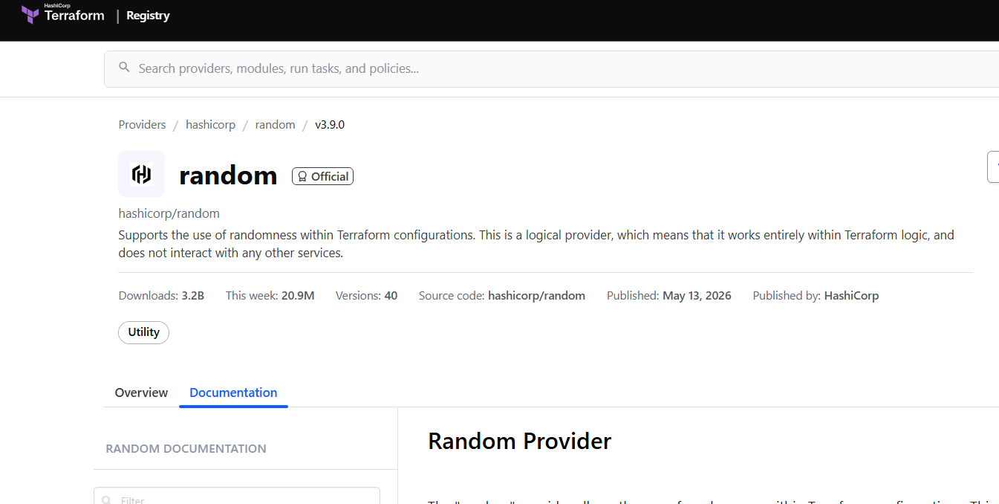 HashiCorp
Terraform | Registry
Search providers, modules, run tasks, and policies...
Providers / hashicorp / random / v3.9.0
random Official
hashicorp/random
Supports the use of randomness within Terraform configurations. This is a logical provider, which means that it works entirely within Terraform logic, and
does not interact with any other services.
Downloads: 3.2B This week: 20.9M Versions: 40 Source code: hashicorp/random Published: May 13, 2026 Published by: HashiCorp
Utility
Overview Documentation
RANDOM DOCUMENTATION
Random Provider
Filter